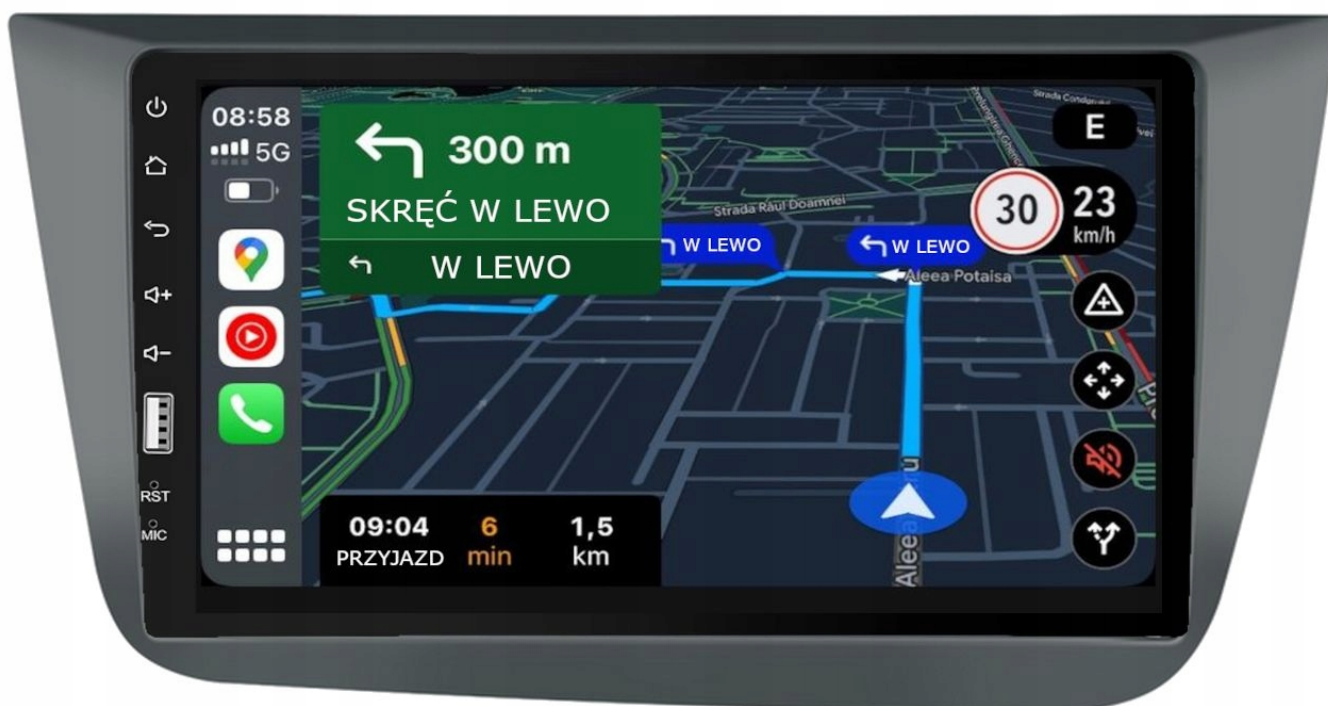 08:58
5G
300 m
SKRĘĆ W LEWO
W LEWO
W LEWO
W LEWO
Strada Raul Doamnei
Aleea Potaisa
E
30
23
km/h
RST
MIC
09:04
6
1,5
PRZYJAZD
min
km
Aleea